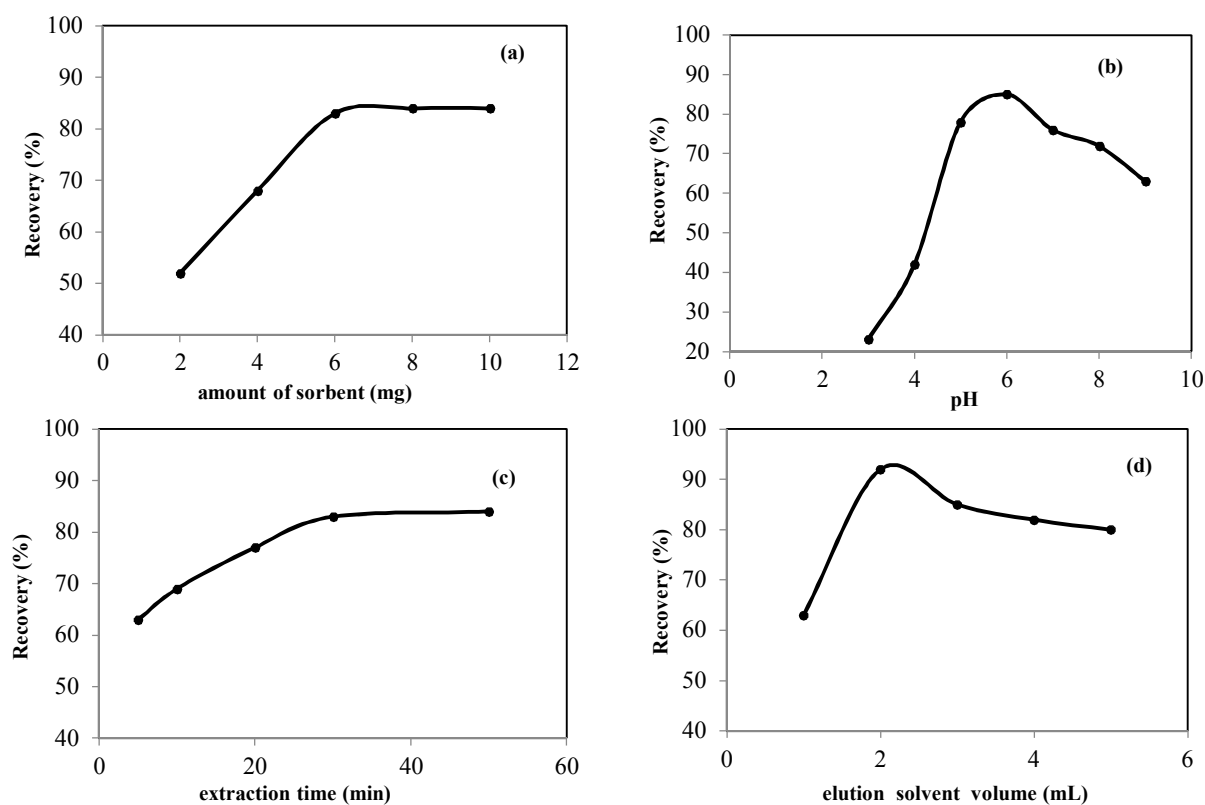 (a)
Recovery (%)
100
90
80
70
60
50
40
0 2 4 6 8 10 12
amount of sorbent (mg)
(b)
Recovery (%)
100
90
80
70
60
50
40
30
20
0 2 4 6 8 10
pH
(c)
Recovery (%)
100
90
80
70
60
50
40
0 20 40 60
extraction time (min)
(d)
Recovery (%)
100
90
80
70
60
50
40
0 2 4 6
elution solvent volume (mL)